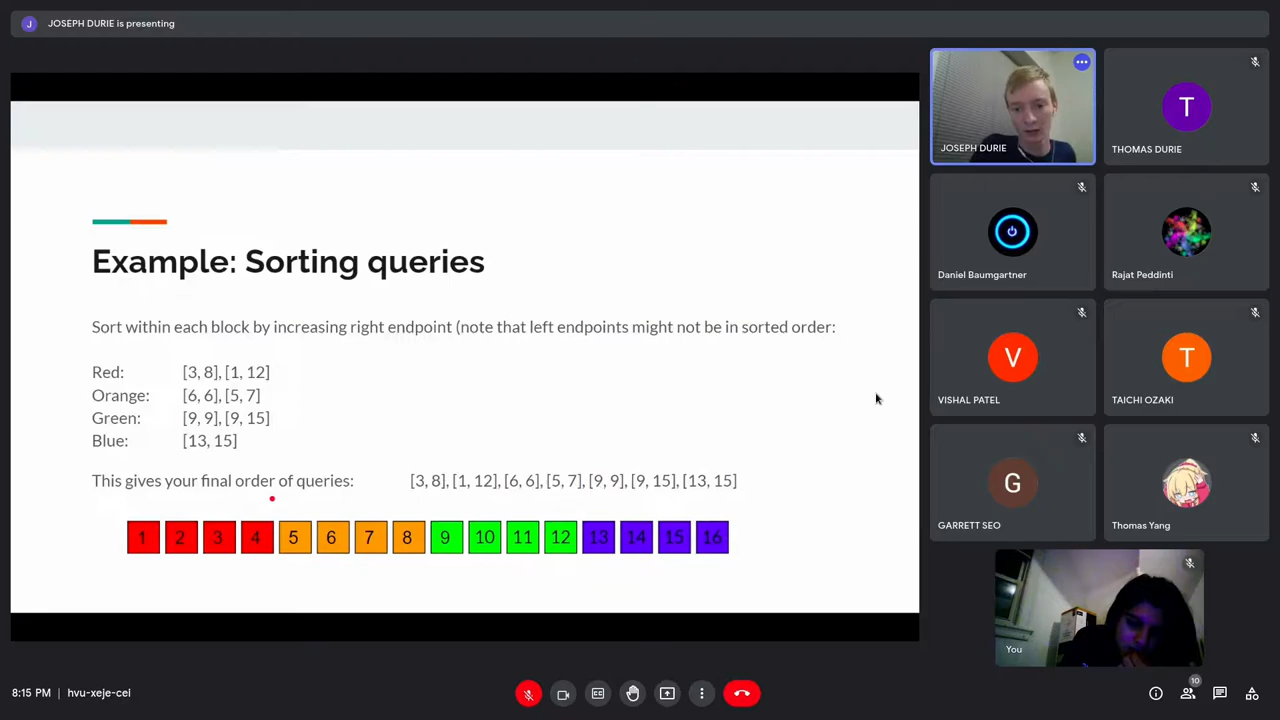 J
JOSEPH DURIE is presenting
Example: Sorting queries
Sort within each block by increasing right endpoint (note that left endpoints might not be in sorted order:
Red: [3, 8], [1, 12]
Orange: [6, 6], [5, 7]
Green: [9, 9], [9, 15]
Blue: [13, 15]
This gives your final order of queries: [3, 8], [1, 12], [6, 6], [5, 7], [9, 9], [9, 15], [13, 15]
1 2 3 4 5 6 7 8 9 10 11 12 13 14 15 16
JOSEPH DURIE
T
THOMAS DURIE
Daniel Baumgartner
Rajat Peddinti
V
VISHAL PATEL
T
TAICHI OZAKI
G
GARRETT SEO
Thomas Yang
You
8:15 PM | hvu-xeje-cei
CC
10